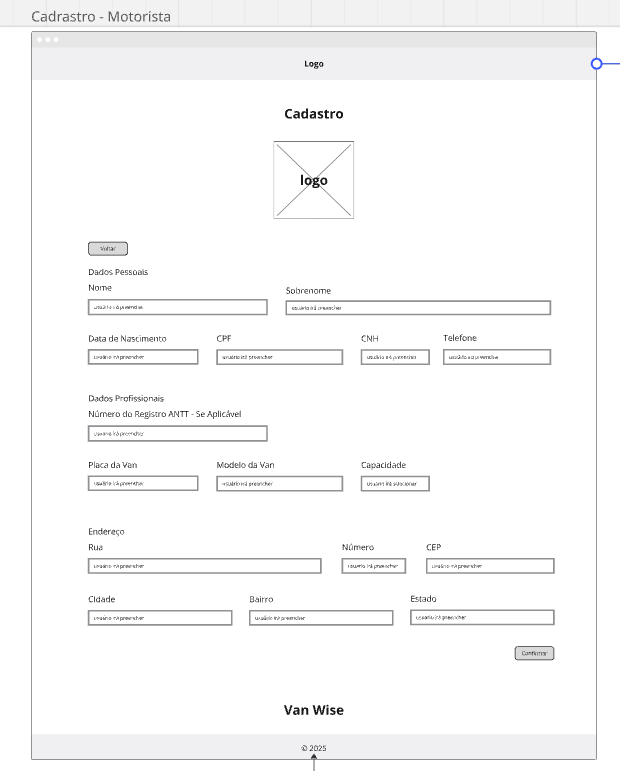 Cadrastro - Motorista
Logo
Cadastro
logo
Voltar
Dados Pessoais
Nome
Sobrenome
usuário irá preencher
usuário irá preencher
Data de Nascimento CPF CNH Telefone
usuário irá preencher usuário irá preencher usuário irá preencher usuário irá preencher
Dados Profissionais
Número do Registro ANTT - Se Aplicável
usuário irá preencher
Placa da Van Modelo da Van Capacidade
usuário irá preencher usuário irá preencher usuário irá selecionar
Endereço
Rua Número CEP
usuário irá preencher usuário irá preencher usuário irá preencher
Cidade Bairro Estado
usuário irá preencher usuário irá preencher usuário irá preencher
Confirmar
Van Wise
© 2025